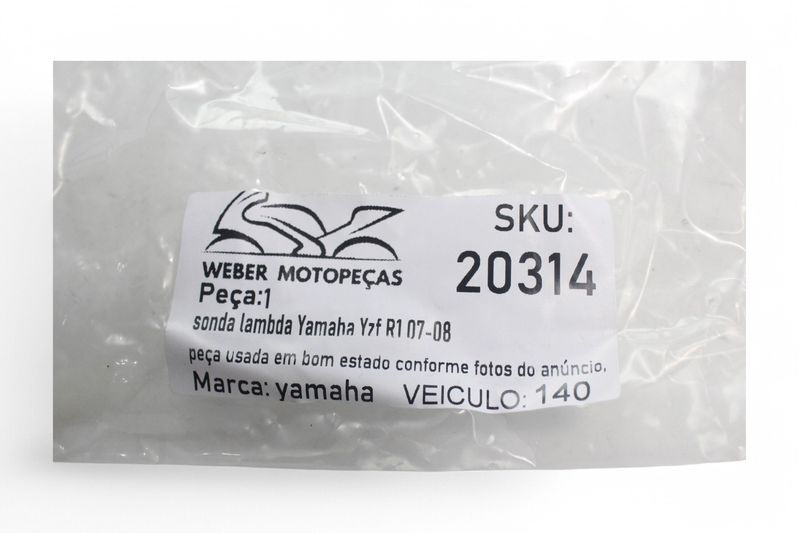 WEBER MOTOPEÇAS
SKU:
20314
Peça:1
sonda lambda Yamaha Yzf R1 07-08
peça usada em bom estado conforme fotos do anúncio.
Marca: yamaha VEICULO: 140